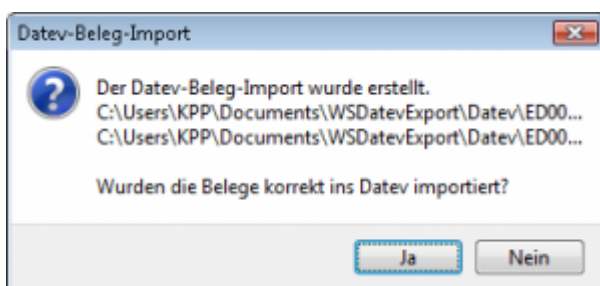 Datev-Beleg-Import
Der Datev-Beleg-Import wurde erstellt.
C:\Users\KPP\Documents\WSDatevExport\Datev\ED00...
C:\Users\KPP\Documents\WSDatevExport\Datev\ED00...
Wurden die Belege korrekt ins Datev importiert?
Ja
Nein